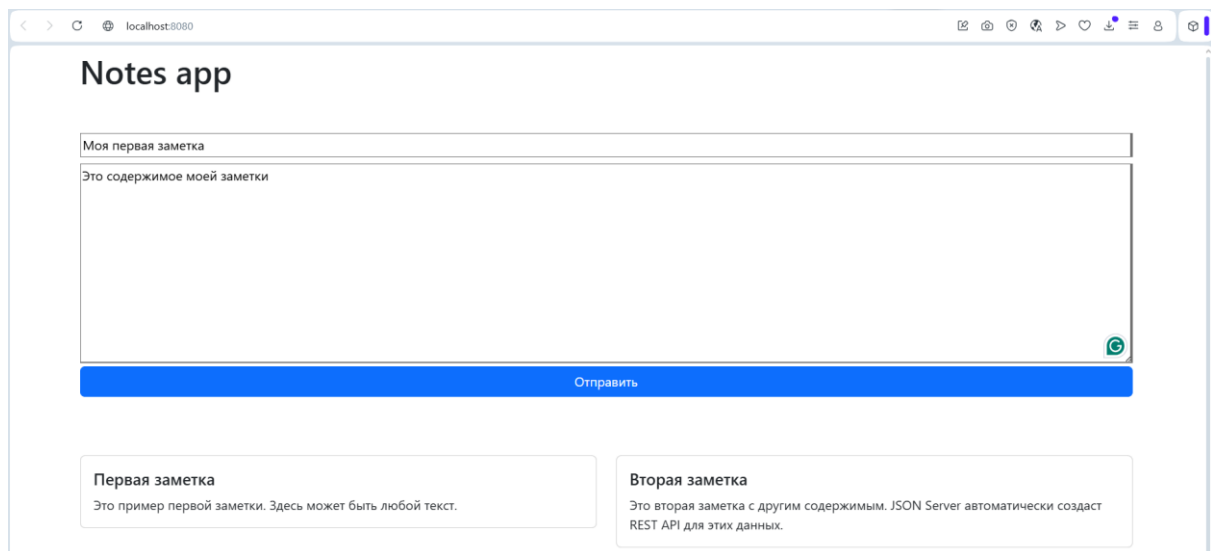 localhost:8080
Notes app
Моя первая заметка
Это содержимое моей заметки
Отправить
Первая заметка
Это пример первой заметки. Здесь может быть любой текст.
Вторая заметка
Это вторая заметка с другим содержимым. JSON Server автоматически создаст
REST API для этих данных.